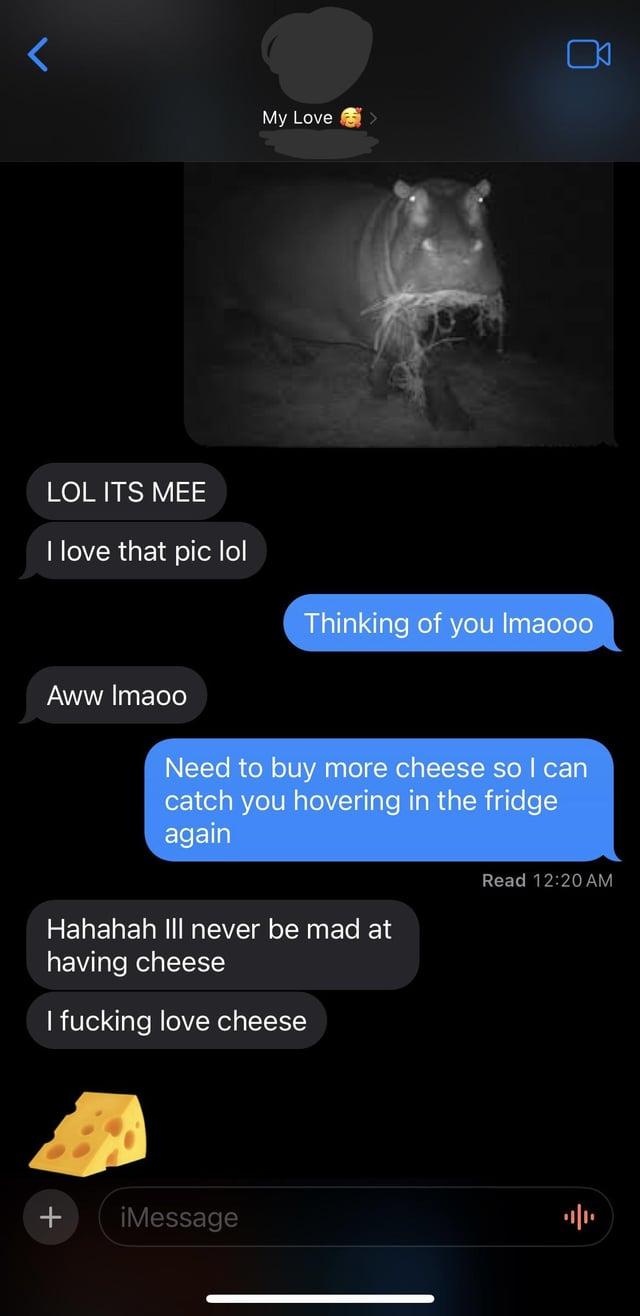 My Love 🥰 >
LOL ITS MEE
I love that pic lol
Thinking of you lmaooo
Aww lmaoo
Need to buy more cheese so I can
catch you hovering in the fridge
again
Read 12:20 AM
Hahahah Ill never be mad at
having cheese
I fucking love cheese
🧀
iMessage